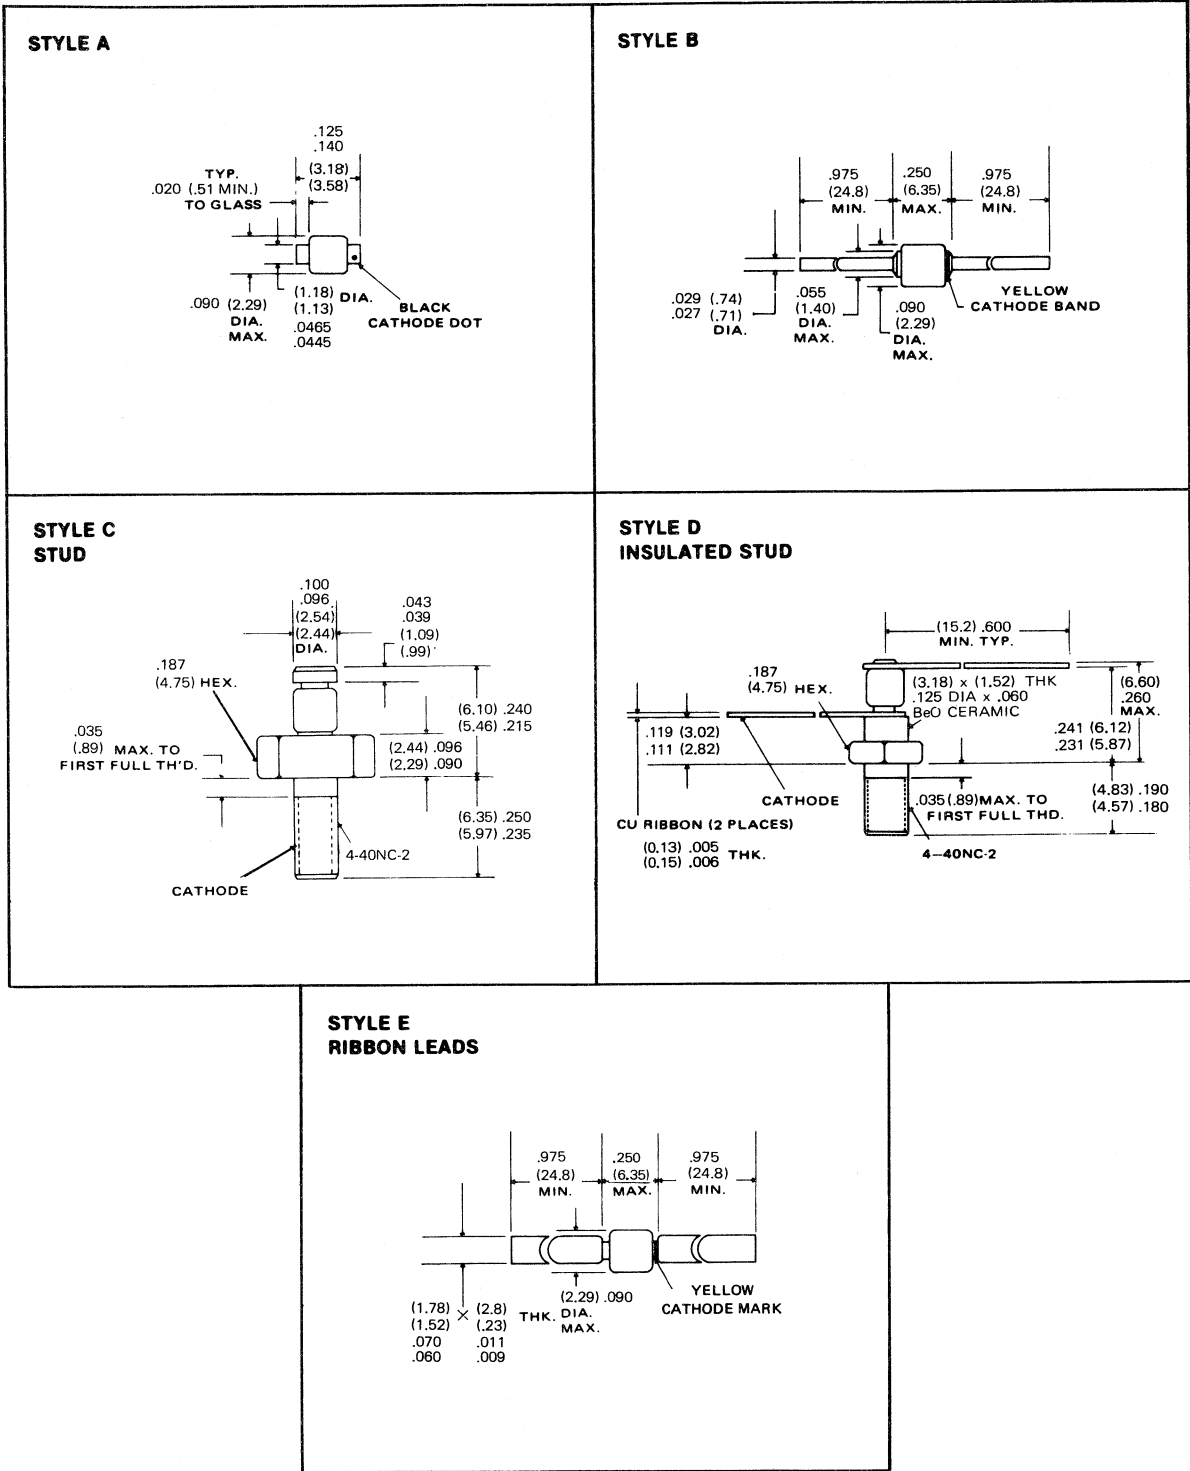 STYLE A
.125
.140
(3.18)
(3.58)
TYP.
.020 (.51 MIN.)
TO GLASS
.090 (2.29)
DIA.
MAX.
(1.18) DIA.
(1.13)
.0465
.0445
BLACK
CATHODE DOT
STYLE B
.975
(24.8)
MIN.
.250
(6.35)
MAX.
.975
(24.8)
MIN.
.029 (.74)
.027 (.71)
DIA.
.055
(1.40)
DIA.
MAX.
.090
(2.29)
DIA.
MAX.
YELLOW
CATHODE BAND
STYLE C
STUD
.100
.096
(2.54)
(2.44)
DIA.
.043
.039
(1.09)
(.99)
.187
(4.75) HEX.
.035
(.89) MAX. TO
FIRST FULL TH'D.
(6.10) .240
(5.46) .215
(2.44) .096
(2.29) .090
(6.35) .250
(5.97) .235
4-40NC-2
CATHODE
STYLE D
INSULATED STUD
(15.2) .600
MIN. TYP.
.187
(4.75) HEX.
(3.18) x (1.52) THK
.125 DIA x .060
BeO CERAMIC
(6.60)
.260
MAX.
.119 (3.02)
.111 (2.82)
.241 (6.12)
.231 (5.87)
CATHODE
.035(.89)MAX. TO
FIRST FULL THD.
(4.83) .190
(4.57) .180
CU RIBBON (2 PLACES)
(0.13) .005
(0.15) .006 THK.
4-40NC-2
STYLE E
RIBBON LEADS
.975
(24.8)
MIN.
.250
(6.35)
MAX.
.975
(24.8)
MIN.
(1.78) × (2.8)
(1.52) (.23) THK.
.070 .011
.060 .009
(2.29) .090
DIA.
MAX.
YELLOW
CATHODE MARK